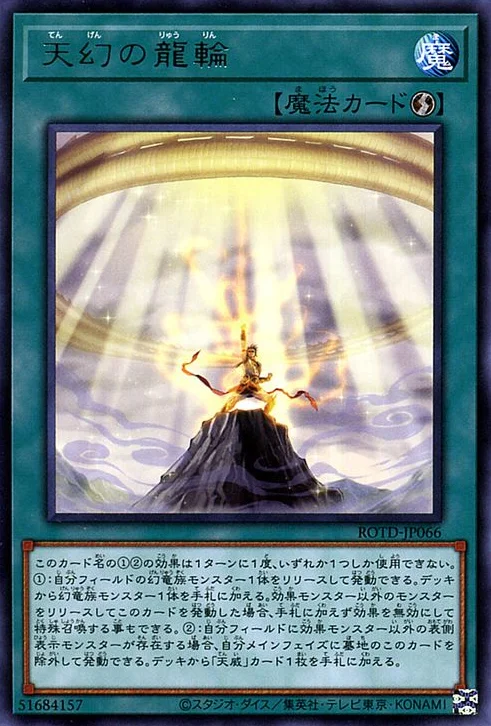 天幻の龍輪
魔
【魔法カード】
ROTD-JP066
このカード名の①②の効果は1ターンに1度、いずれか1つしか使用できない。
①:自分フィールドの幻竜族モンスター1体をリリースして発動できる。デッキ
から幻竜族モンスター1体を手札に加える。効果モンスター以外のモンスター
をリリースしてこのカードを発動した場合、手札に加えず効果を無効にして
特殊召喚する事もできる。②:自分フィールドに効果モンスター以外の表側
表示モンスターが存在する場合、自分メインフェイズに墓地のこのカードを
除外して発動できる。デッキから「天威」カード1枚を手札に加える。
51684157
©スタジオ・ダイス/集英社・テレビ東京・KONAMI